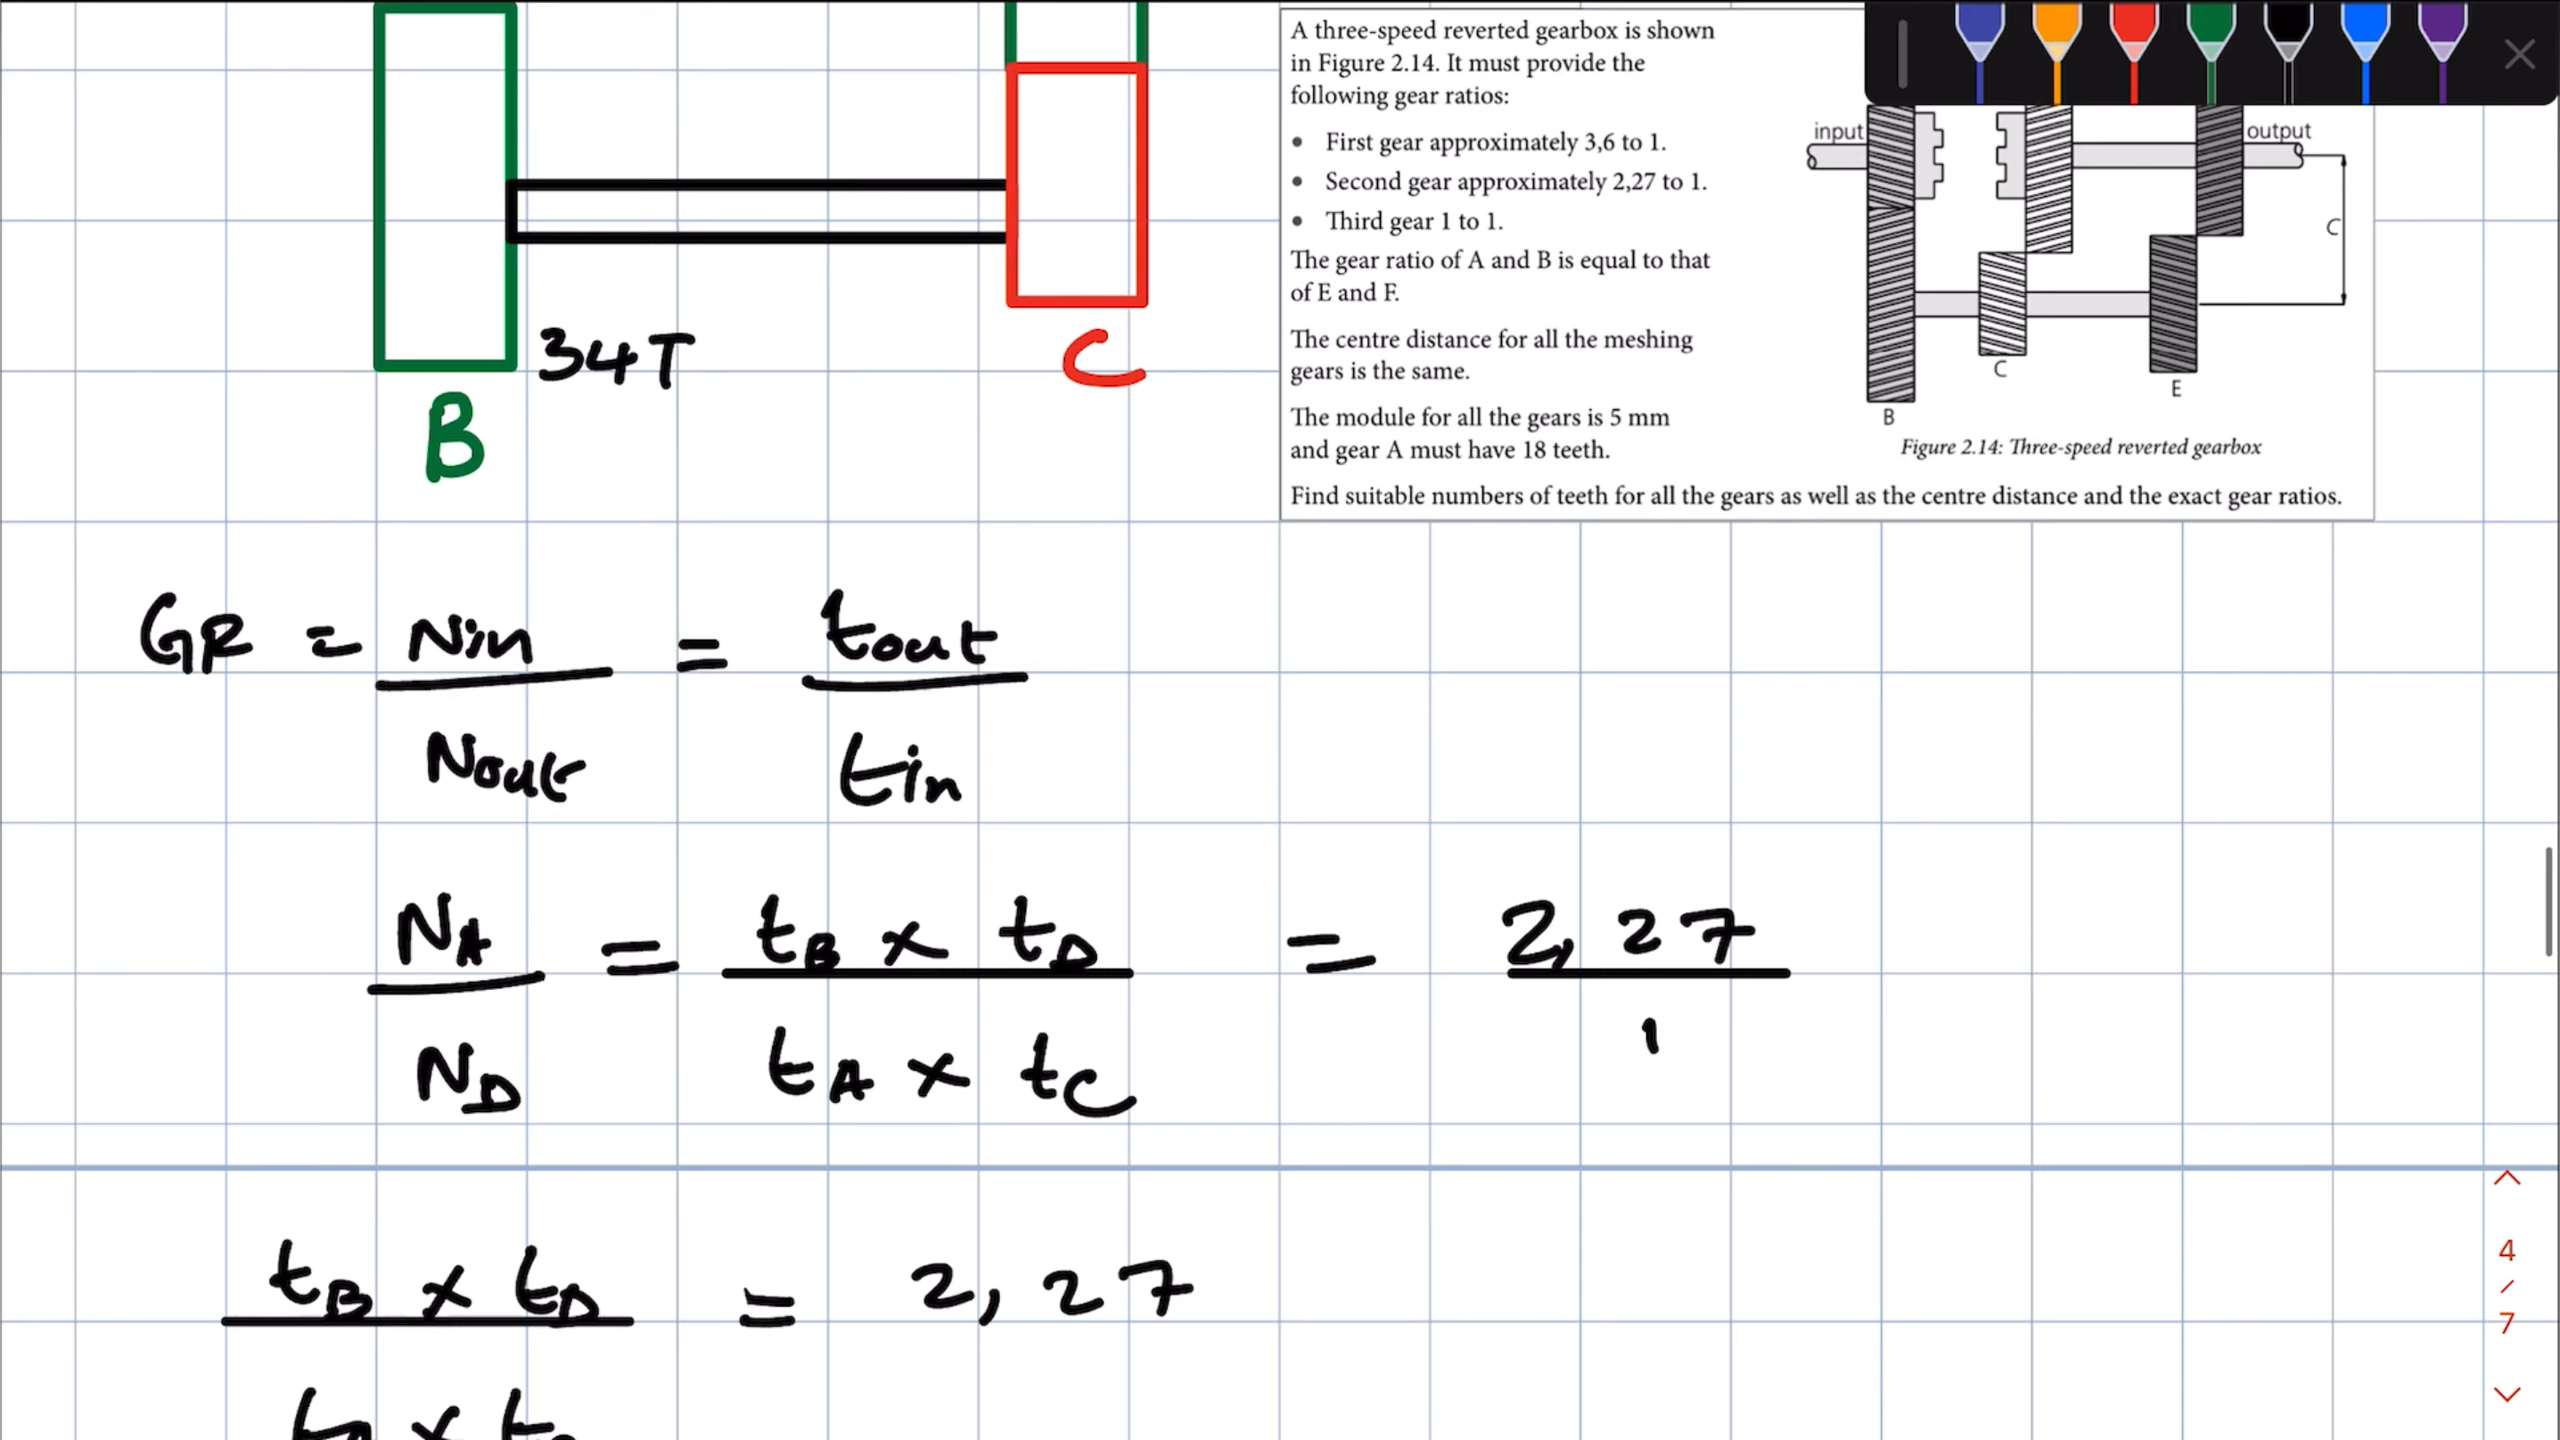 A three-speed reverted gearbox is shown
in Figure 2.14. It must provide the
following gear ratios:
• First gear approximately 3,6 to 1.
• Second gear approximately 2,27 to 1.
• Third gear 1 to 1.
The gear ratio of A and B is equal to that
of E and F.
The centre distance for all the meshing
gears is the same.
The module for all the gears is 5 mm
and gear A must have 18 teeth.
input
output
C
C
E
B
Figure 2.14: Three-speed reverted gearbox
Find suitable numbers of teeth for all the gears as well as the centre distance and the exact gear ratios.
34T
C
B
GR = Nin / Nout = tout / tin
NA / ND = tB × tD / tA × tC = 2,27 / 1
tB × tD = 2,27
4
/
7